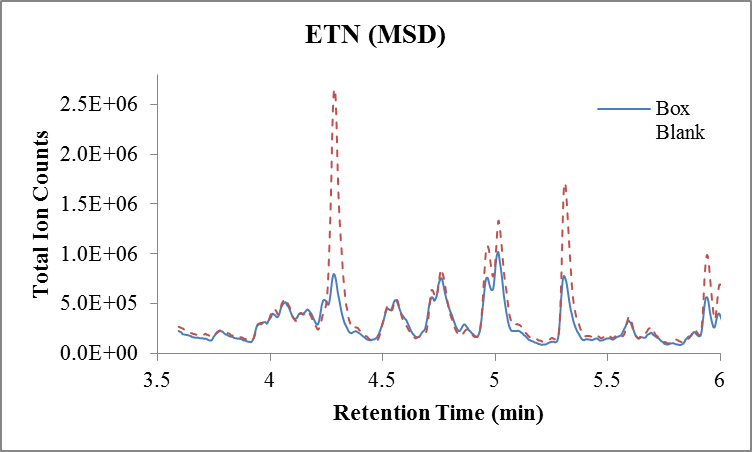 ETN (MSD)
Box
Blank
Total Ion Counts
2.5E+06
2.0E+06
1.5E+06
1.0E+06
5.0E+05
0.0E+00
3.5 4 4.5 5 5.5 6
Retention Time (min)